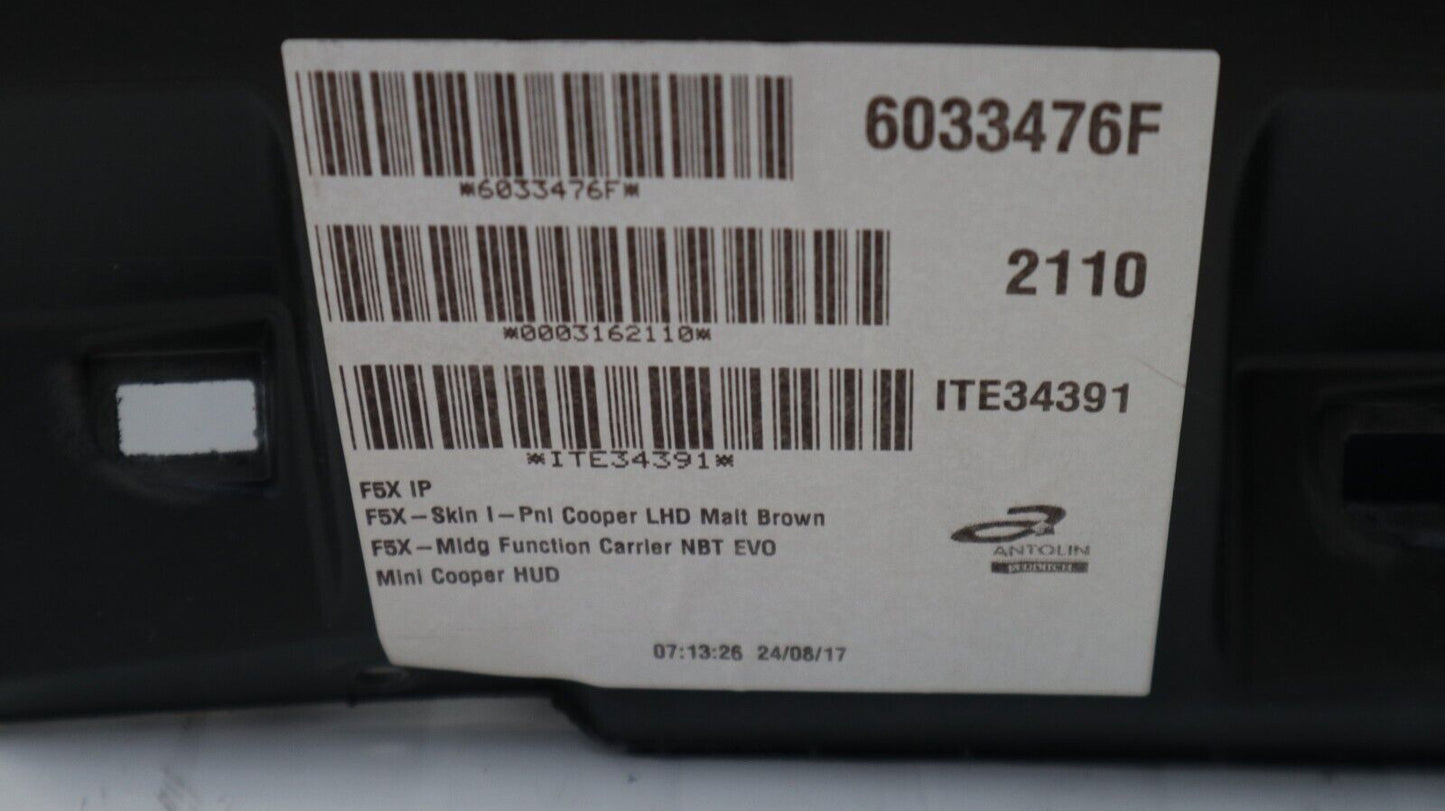 6033476F
*6033476F*
2110
*0003162110*
ITE34391
*ITE34391*
F5X IP
F5X-Skin I-Pnl Cooper LHD Malt Brown
F5X-Mldg Function Carrier NBT EVO
Mini Cooper HUD
ANTOLIN
07:13:26 24/08/17